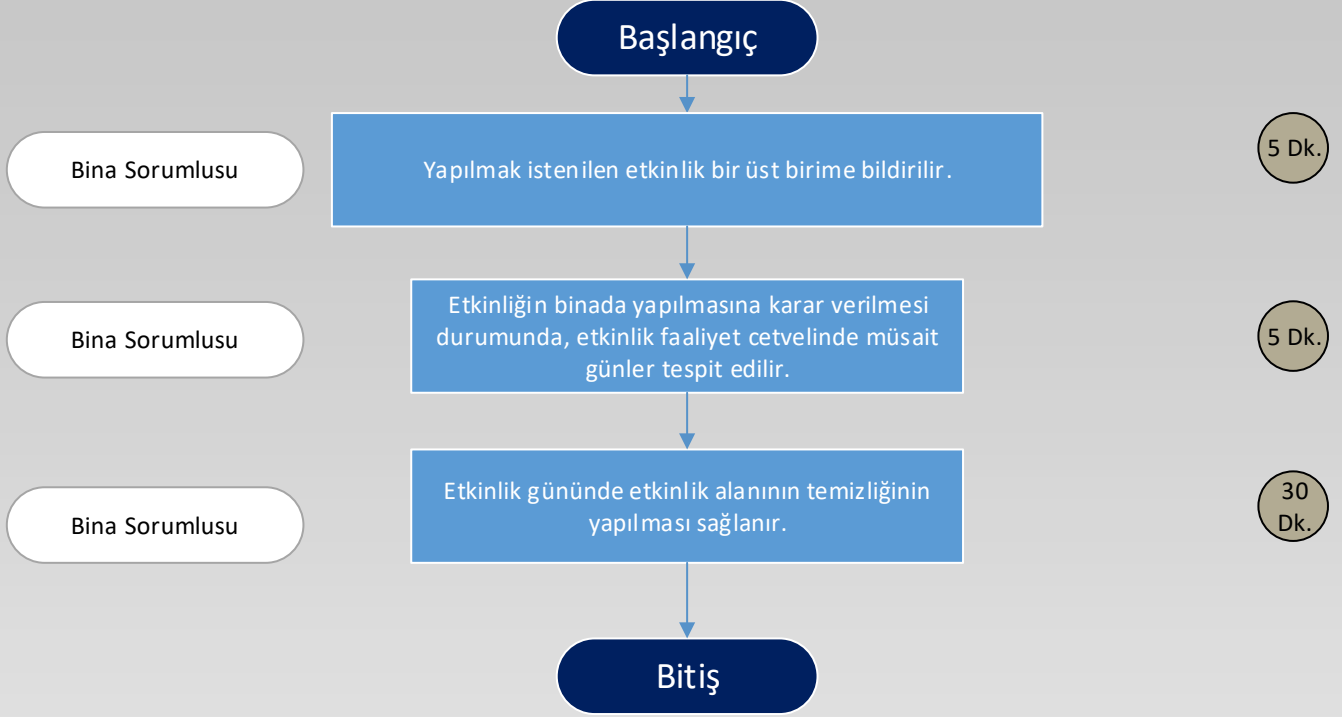 Başlangıç
Bina Sorumlusu
Yapılmak istenilen etkinlik bir üst birime bildirilir.
5 Dk.
Bina Sorumlusu
Etkinliğin binada yapılmasına karar verilmesi
durumunda, etkinlik faaliyet cetvelinde müsait
günler tespit edilir.
5 Dk.
Bina Sorumlusu
Etkinlik gününde etkinlik alanının temizliğinin
yapılması sağlanır.
30
Dk.
Bitiş